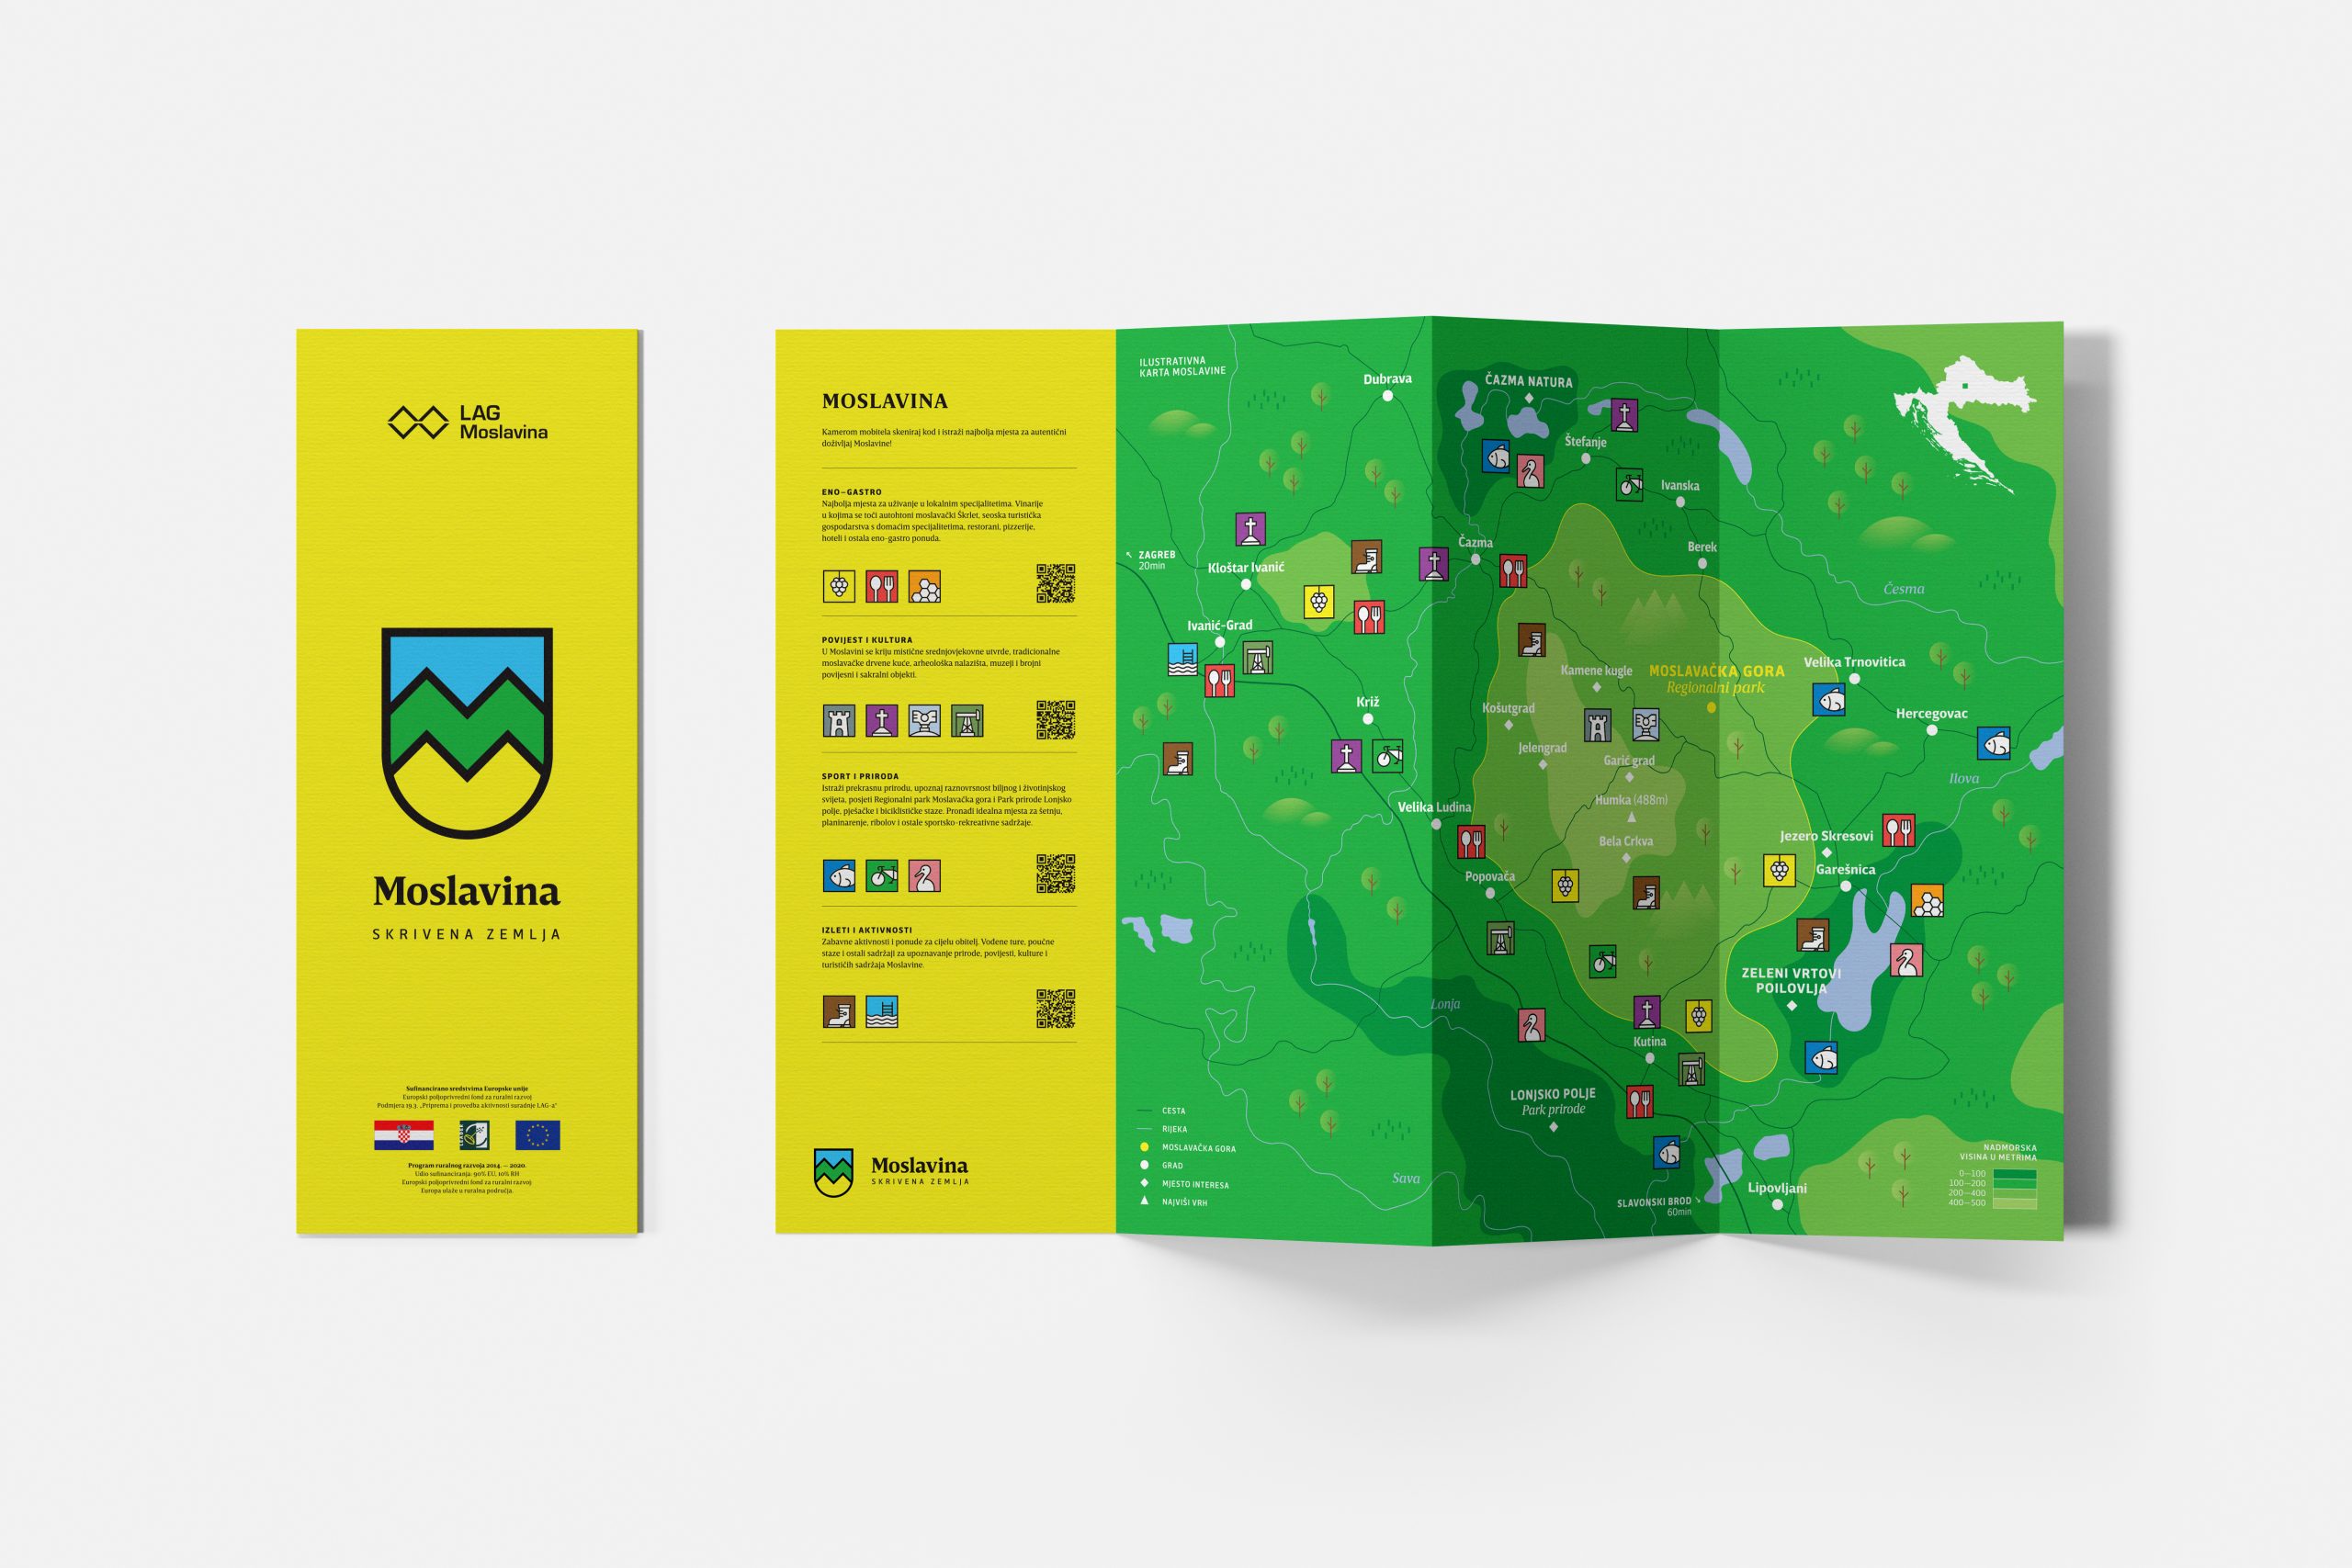 LAG
Moslavina
Moslavina
SKRIVENA ZEMLJA
Sufinancirano sredstvima Europske unije
Europski poljoprivredni fond za ruralni razvoj
Podmjera 19.3. „Priprema i provedba aktivnosti suradnje LAG-a“
Program ruralnog razvoja 2014. — 2020.
Udio sufinanciranja: 90% EU, 10% RH
Europski poljoprivredni fond za ruralni razvoj
Europa ulaže u ruralna područja.
MOSLAVINA
Kamerom mobitela skeniraj kod i istraži najbolja mjesta za autentični
doživljaj Moslavine!
ENO–GASTRO
Najbolja mjesta za uživanje u lokalnim specijalitetima. Vinarije
u kojima se toči autohtoni moslavački Škrlet, seoska turistička
gospodarstva s domaćim specijalitetima, restorani, pizzerije,
hoteli i ostala eno-gastro ponuda.
POVIJEST I KULTURA
U Moslavini se kriju mistične srednjovjekovne utvrde, tradicionalne
moslavačke drvene kuće, arheološka nalazišta, muzeji i brojni
povijesni i sakralni objekti.
SPORT I PRIRODA
Istraži prekrasnu prirodu, upoznaj raznovrsnost biljnog i životinjskog
svijeta, posjeti Regionalni park Moslavačka gora i Park prirode Lonjsko
polje, pješačke i biciklističke staze. Pronađi idealna mjesta za šetnju,
planinarenje, ribolov i ostale sportsko-rekreativne sadržaje.
IZLETI I AKTIVNOSTI
Zabavne aktivnosti i ponude za cijelu obitelj. Vođene ture, poučne
staze i ostali sadržaji za upoznavanje prirode, povijesti, kulture i
turističih sadržaja Moslavine.
Moslavina
SKRIVENA ZEMLJA
ILUSTRATIVNA
KARTA MOSLAVINE
Dubrava
ČAZMA NATURA
Štefanje
Ivanska
↖ ZAGREB
20min
Kloštar Ivanić
Čazma
Berek
Česma
Ivanić-Grad
Kamene kugle
MOSLAVAČKA GORA
Regionalni park
Velika Trnovitica
Križ
Košutgrad
Hercegovac
Jelengrad
Garić grad
Ilova
Humka (488m)
Velika Ludina
Bela Crkva
Jezero Skresovi
Popovača
Garešnica
ZELENI VRTOVI
POILOVLJA
Lonja
Kutina
LONJSKO POLJE
Park prirode
Sava
SLAVONSKI BROD ↘
60min
Lipovljani
CESTA
RIJEKA
MOSLAVAČKA GORA
GRAD
MJESTO INTERESA
NAJVIŠI VRH
NADMORSKA
VISINA U METRIMA
0—100
100—200
200—400
400—500